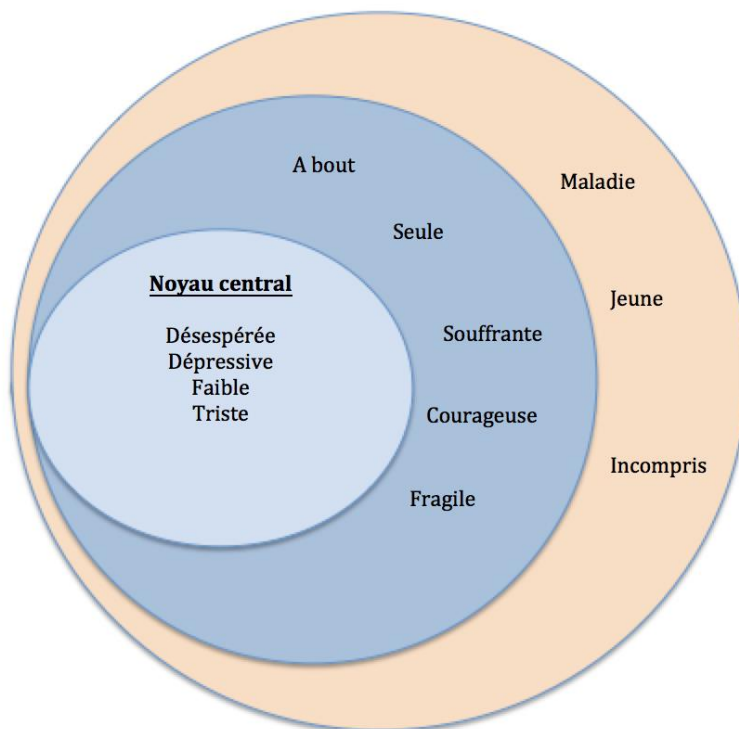 A bout
Maladie
Seule
Noyau central
Jeune
Désespérée
Souffrante
Dépressive
Faible
Triste
Courageuse
Incompris
Fragile